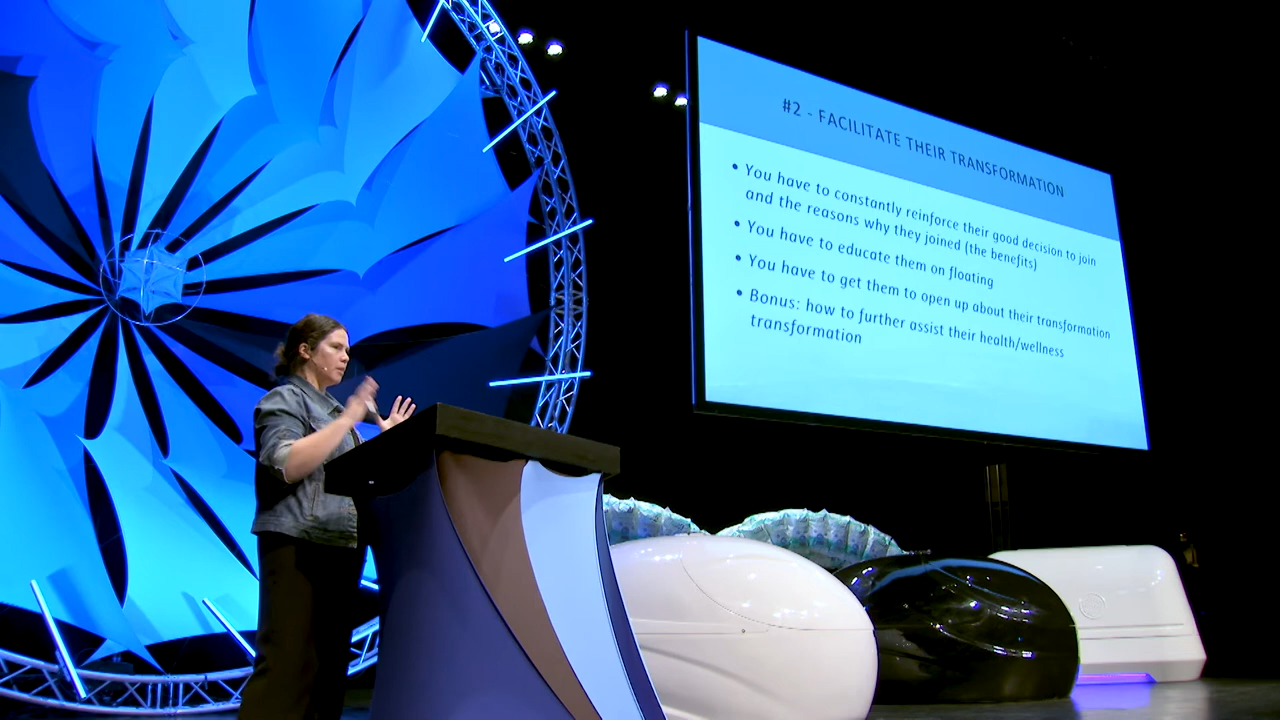 #2 - FACILITATE THEIR TRANSFORMATION
• You have to constantly reinforce their good decision to join
and the reasons why they joined (the benefits)
• You have to educate them on floating
• You have to get them to open up about their transformation
• Bonus: how to further assist their health/wellness
transformation